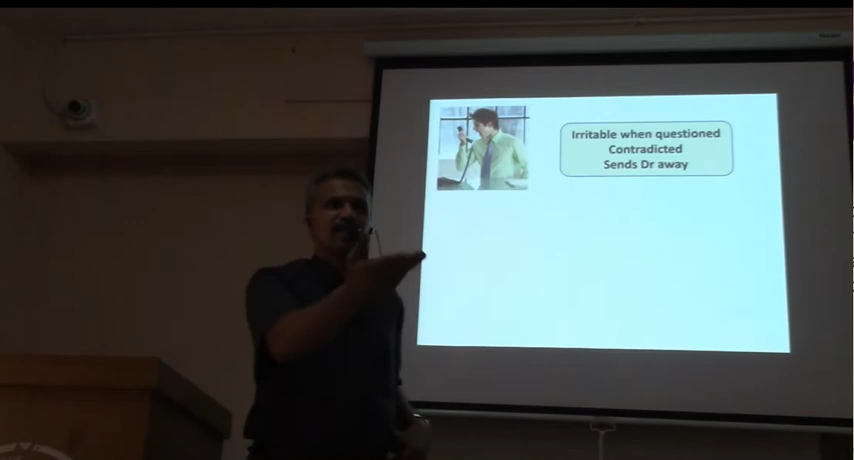 Irritable when questioned
Contradicted
Sends Dr away